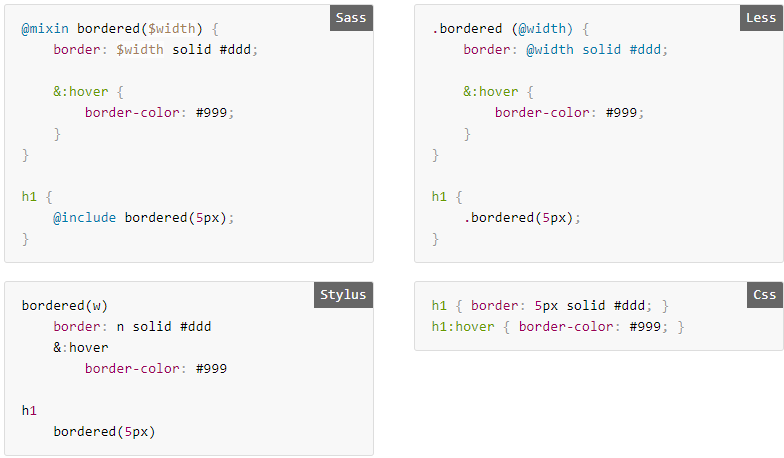 Sass
@mixin bordered($width) {
    border: $width solid #ddd;

    &:hover {
        border-color: #999;
    }
}

h1 {
    @include bordered(5px);
}
Less
.bordered (@width) {
    border: @width solid #ddd;

    &:hover {
        border-color: #999;
    }
}

h1 {
    .bordered(5px);
}
Stylus
bordered(w)
    border: n solid #ddd
    &:hover
        border-color: #999

h1
    bordered(5px)
Css
h1 { border: 5px solid #ddd; }
h1:hover { border-color: #999; }